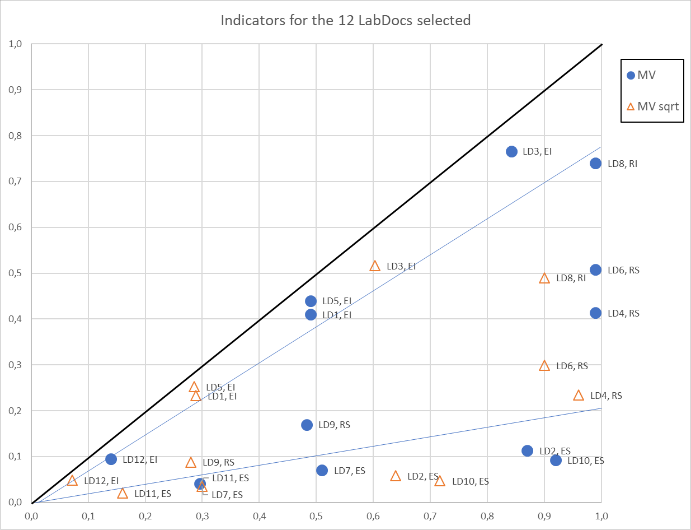 Indicators for the 12 LabDocs selected
1,0
0,9
0,8
0,7
0,6
0,5
0,4
0,3
0,2
0,1
0,0
MV
MV sqrt
LD3, EI
LD8, RI
LD3, EI
LD6, RS
LD8, RI
LD5, EI
LD1, EI
LD4, RS
LD6, RS
LD5, EI
LD1, EI
LD4, RS
LD9, RS
LD12, EI
LD9, RS
LD2, ES
LD10, ES
LD7, ES
LD12, EI
LD11, ES
LD2, ES
LD10, ES
LD11, ES
LD7, ES
0,0 0,1 0,2 0,3 0,4 0,5 0,6 0,7 0,8 0,9 1,0